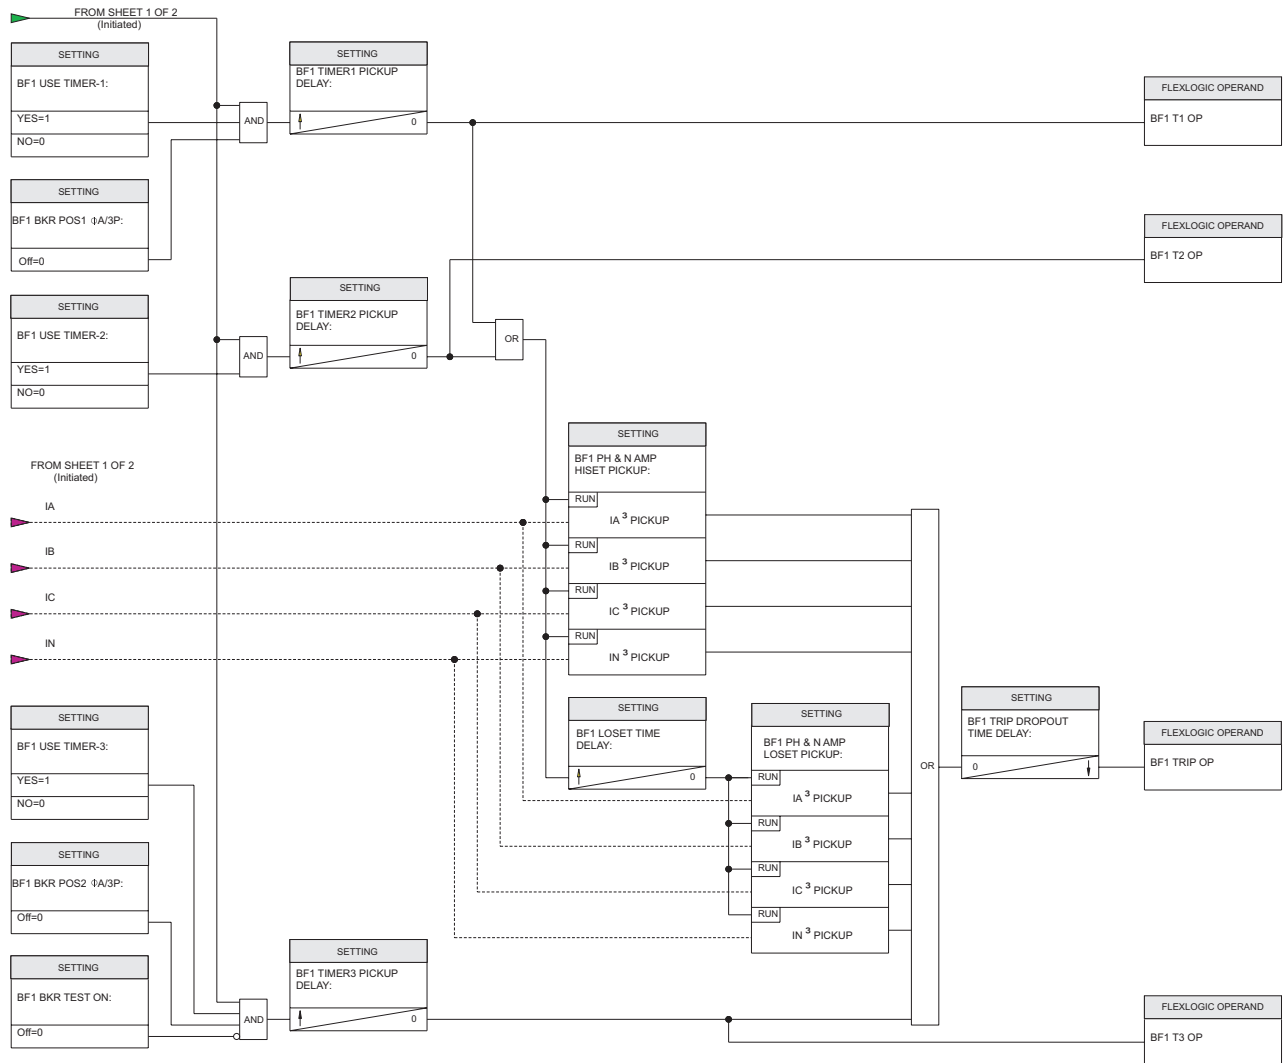 FROM SHEET 1 OF 2
(Initiated)
SETTING
BF1 USE TIMER-1:
YES=1
NO=0
SETTING
BF1 BKR POS1 ΦA/3P:
Off=0
SETTING
BF1 USE TIMER-2:
YES=1
NO=0
AND
SETTING
BF1 TIMER1 PICKUP
DELAY:
0
AND
SETTING
BF1 TIMER2 PICKUP
DELAY:
0
OR
FLEXLOGIC OPERAND
BF1 T1 OP
FLEXLOGIC OPERAND
BF1 T2 OP
FROM SHEET 1 OF 2
(Initiated)
IA
IB
IC
IN
SETTING
BF1 PH & N AMP
HISET PICKUP:
RUN
IA ³ PICKUP
RUN
IB ³ PICKUP
RUN
IC ³ PICKUP
RUN
IN ³ PICKUP
SETTING
BF1 LOSET TIME
DELAY:
0
SETTING
BF1 PH & N AMP
LOSET PICKUP:
RUN
IA ³ PICKUP
RUN
IB ³ PICKUP
RUN
IC ³ PICKUP
RUN
IN ³ PICKUP
OR
SETTING
BF1 TRIP DROPOUT
TIME DELAY:
0
FLEXLOGIC OPERAND
BF1 TRIP OP
SETTING
BF1 USE TIMER-3:
YES=1
NO=0
SETTING
BF1 BKR POS2 ΦA/3P:
Off=0
SETTING
BF1 BKR TEST ON:
Off=0
AND
SETTING
BF1 TIMER3 PICKUP
DELAY:
0
FLEXLOGIC OPERAND
BF1 T3 OP